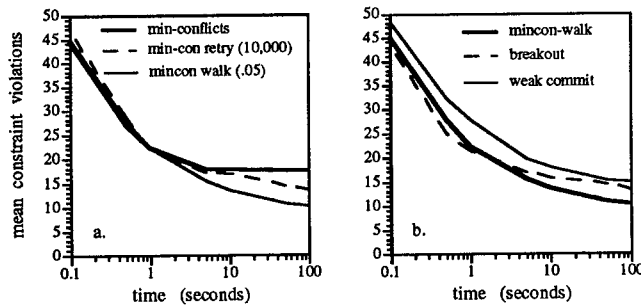 mean constraint violations
50
45
40
35
30
25
20
15
10
5
0
min-conflicts
min-con retry (10,000)
mincon walk (.05)
a.
0.1 1 10 100
time (seconds)
50
45
40
35
30
25
20
15
10
5
0
mincon-walk
breakout
weak commit
b.
0.1 1 10 100
time (seconds)